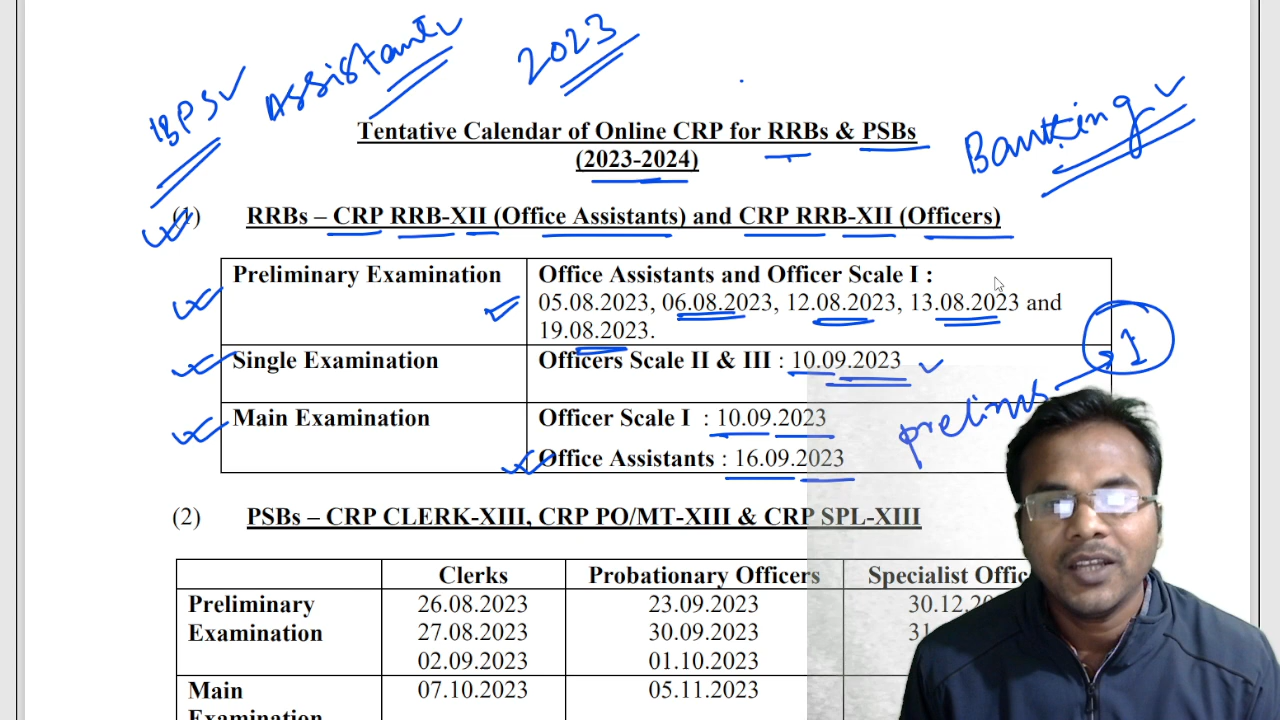 IBPS Assistant 2023
Banking
Tentative Calendar of Online CRP for RRBs & PSBs
(2023-2024)
(1) RRBs – CRP RRB-XII (Office Assistants) and CRP RRB-XII (Officers)
Preliminary Examination Office Assistants and Officer Scale I :
05.08.2023, 06.08.2023, 12.08.2023, 13.08.2023 and
19.08.2023.
Single Examination Officers Scale II & III : 10.09.2023
prelims I
Main Examination Officer Scale I : 10.09.2023
Office Assistants : 16.09.2023
(2) PSBs – CRP CLERK-XIII, CRP PO/MT-XIII & CRP SPL-XIII
Clerks Probationary Officers Specialist
Preliminary 26.08.2023 23.09.2023
Examination 27.08.2023 30.09.2023
02.09.2023 01.10.2023
Main 07.10.2023 05.11.2023
Examination